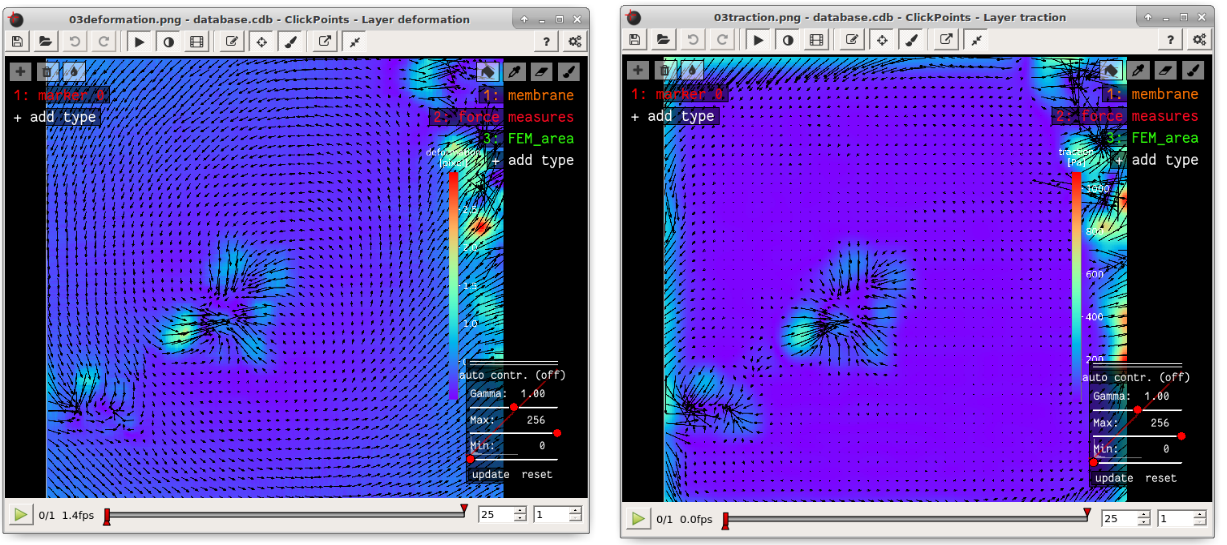 03deformation.png - database.cdb - ClickPoints - Layer deformation
1: marker 0
+ add type
1: membrane
2: force measures
3: FEM_area
+ add type
2.5
2.0
1.5
1.0
auto contr. (off)
Gamma: 1.00
Max: 256
Min: 0
update reset
0/1 1.4fps
25
1
03traction.png - database.cdb - ClickPoints - Layer traction
1: marker 0
+ add type
1: membrane
2: force measures
3: FEM_area
+ add type
traction
[Pa]
1000
800
600
400
200
auto contr. (off)
Gamma: 1.00
Max: 256
Min: 0
update reset
0/1 0.0fps
25
1